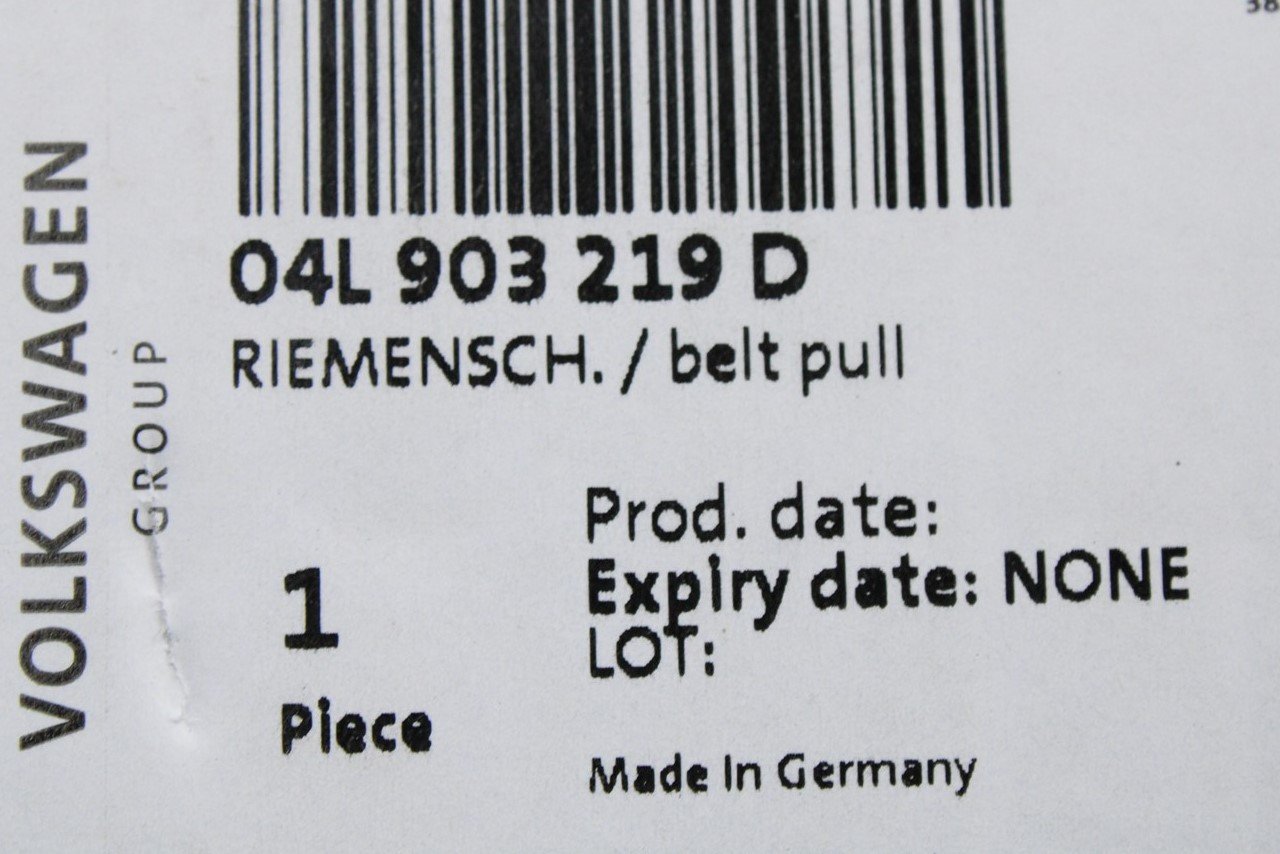 04L 903 219 D
RIEMENSCH. / belt pull
VOLKSWAGEN
GROUP
Prod. date:
Expiry date: NONE
LOT:
1
Piece
Made In Germany